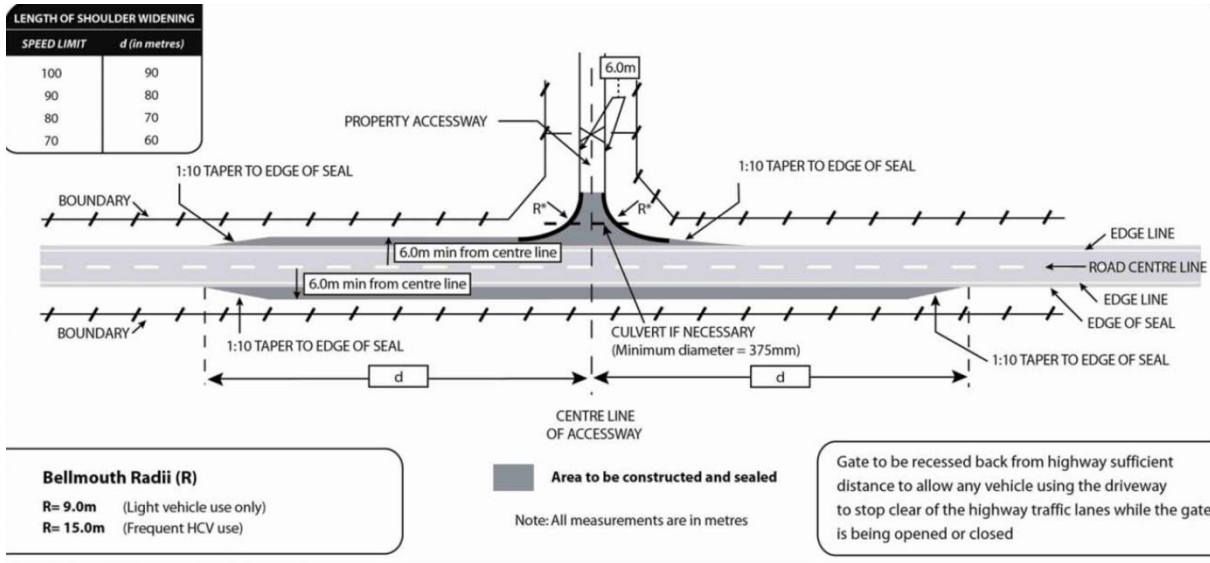 LENGTH OF SHOULDER WIDENING
SPEED LIMIT d (in metres)
100 90
90 80
80 70
70 60
6.0m
PROPERTY ACCESSWAY
1:10 TAPER TO EDGE OF SEAL
1:10 TAPER TO EDGE OF SEAL
BOUNDARY
R* R*
EDGE LINE
6.0m min from centre line
ROAD CENTRE LINE
6.0m min from centre line
EDGE LINE
EDGE OF SEAL
BOUNDARY
CULVERT IF NECESSARY
(Minimum diameter = 375mm)
1:10 TAPER TO EDGE OF SEAL
1:10 TAPER TO EDGE OF SEAL
d d
CENTRE LINE
OF ACCESSWAY
Bellmouth Radii (R)
R= 9.0m (Light vehicle use only)
R= 15.0m (Frequent HCV use)
Area to be constructed and sealed
Note: All measurements are in metres
Gate to be recessed back from highway sufficient
distance to allow any vehicle using the driveway
to stop clear of the highway traffic lanes while the gate
is being opened or closed